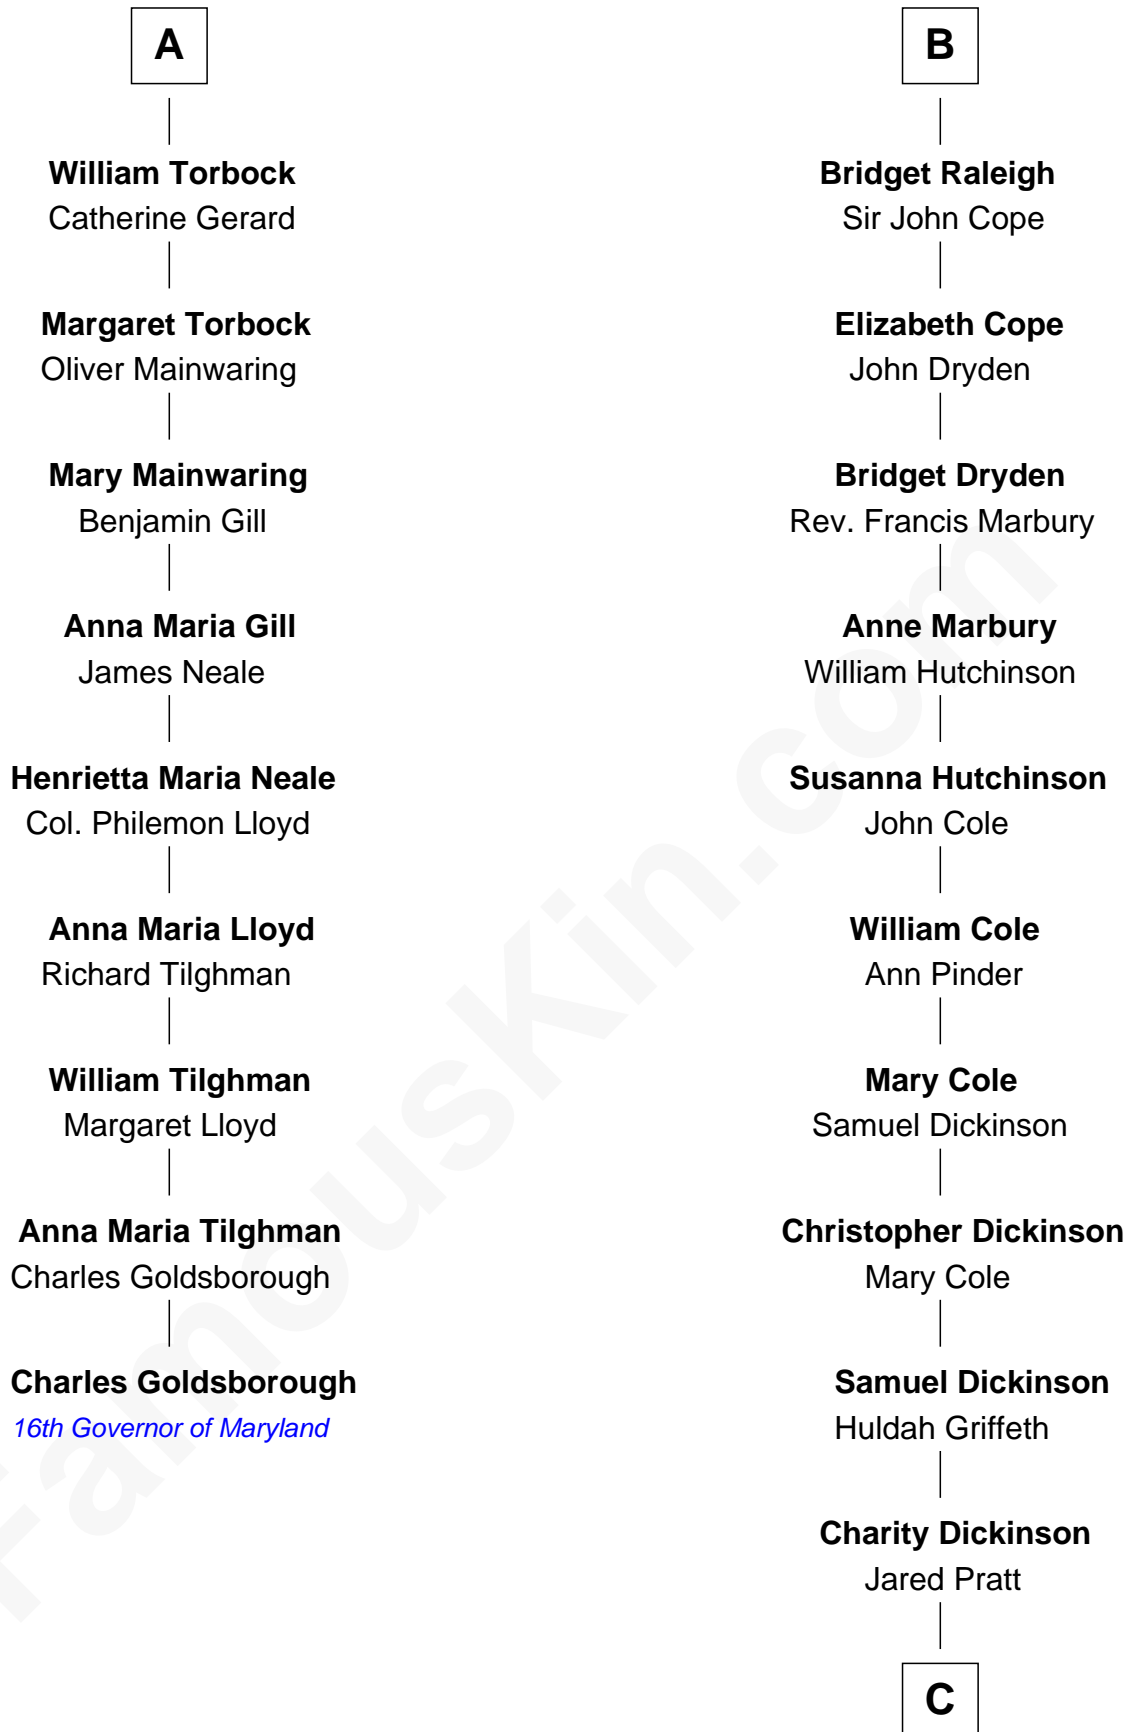 A
William Torbock
Catherine Gerard
Margaret Torbock
Oliver Mainwaring
Mary Mainwaring
Benjamin Gill
Anna Maria Gill
James Neale
Henrietta Maria Neale
Col. Philemon Lloyd
Anna Maria Lloyd
Richard Tilghman
William Tilghman
Margaret Lloyd
Anna Maria Tilghman
Charles Goldsborough
Charles Goldsborough
16th Governor of Maryland
B
Bridget Raleigh
Sir John Cope
Elizabeth Cope
John Dryden
Bridget Dryden
Rev. Francis Marbury
Anne Marbury
William Hutchinson
Susanna Hutchinson
John Cole
William Cole
Ann Pinder
Mary Cole
Samuel Dickinson
Christopher Dickinson
Mary Cole
Samuel Dickinson
Huldah Griffeth
Charity Dickinson
Jared Pratt
C
FamousKin.com